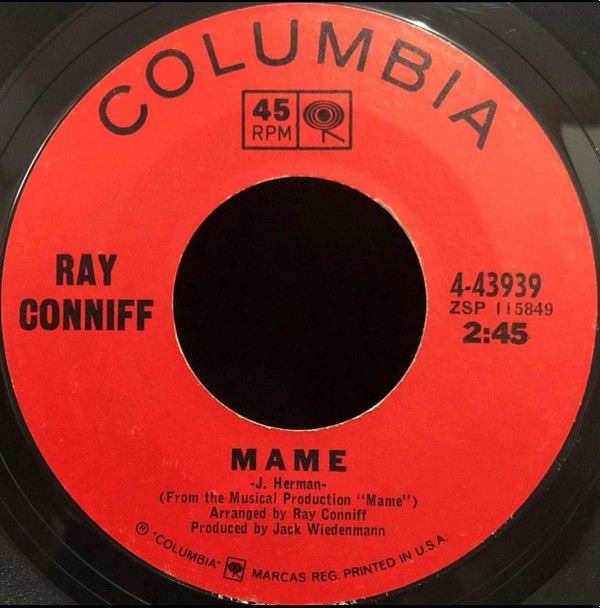 COLUMBIA
45
RPM
RAY
CONNIFF
4-43939
ZSP 115849
2:45
MAME
-J. Herman-
(From the Musical Production "Mame")
Arranged by Ray Conniff
Produced by Jack Wiedenmann
℗ "COLUMBIA" MARCAS REG. PRINTED IN U.S.A.